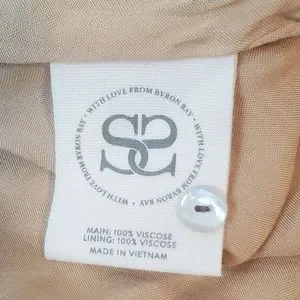 • WITH LOVE FROM BYRON BAY • WITH LOVE FROM BYRON BAY • WITH LOVE FROM BYRON BAY
SS
MAIN: 100% VISCOSE
LINING: 100% VISCOSE
MADE IN VIETNAM